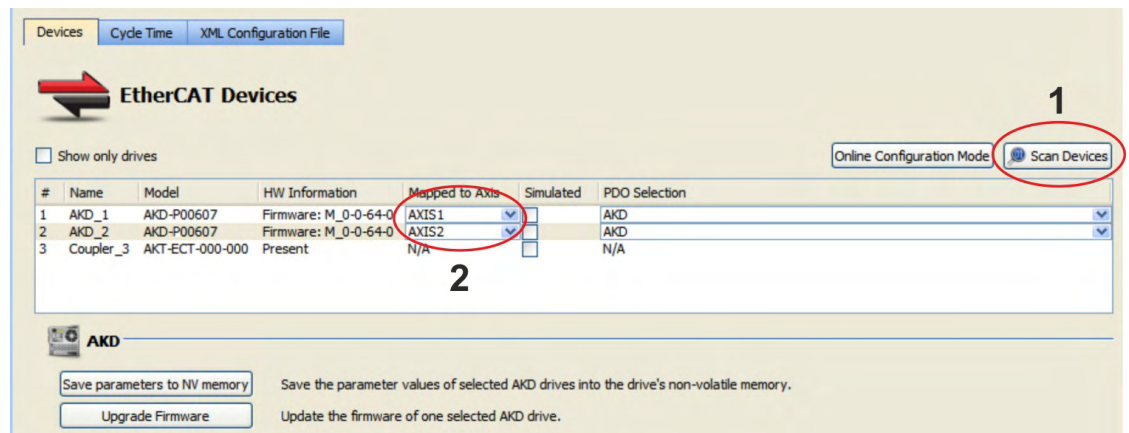 Devices Cycle Time XML Configuration File
EtherCAT Devices
1
Show only drives
Online Configuration Mode Scan Devices
# Name Model HW Information Mapped to Axis Simulated PDO Selection
1 AKD_1 AKD-P00607 Firmware: M_0-0-64-0 AXIS1 AKD
2 AKD_2 AKD-P00607 Firmware: M_0-0-64-0 AXIS2 AKD
3 Coupler_3 AKT-ECT-000-000 Present N/A N/A
2
AKD
Save parameters to NV memory Save the parameter values of selected AKD drives into the drive's non-volatile memory.
Upgrade Firmware Update the firmware of one selected AKD drive.